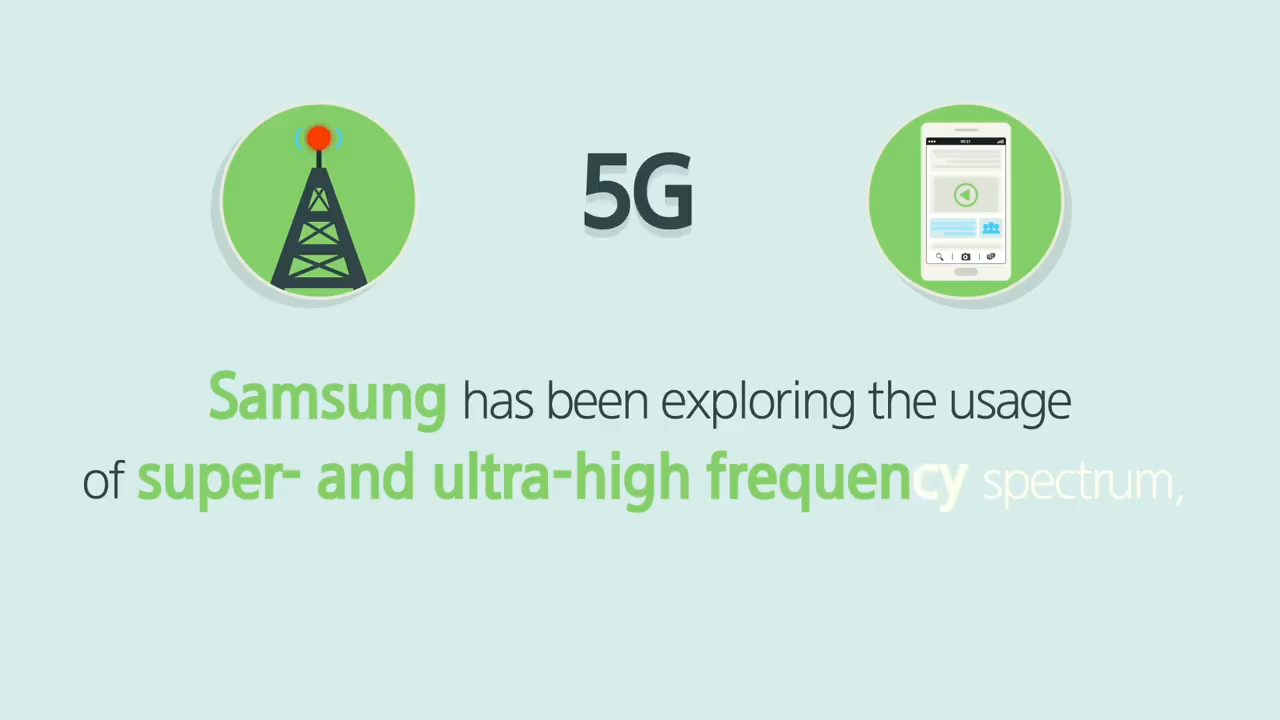 5G
Samsung has been exploring the usage
of super- and ultra-high frequency spectrum,